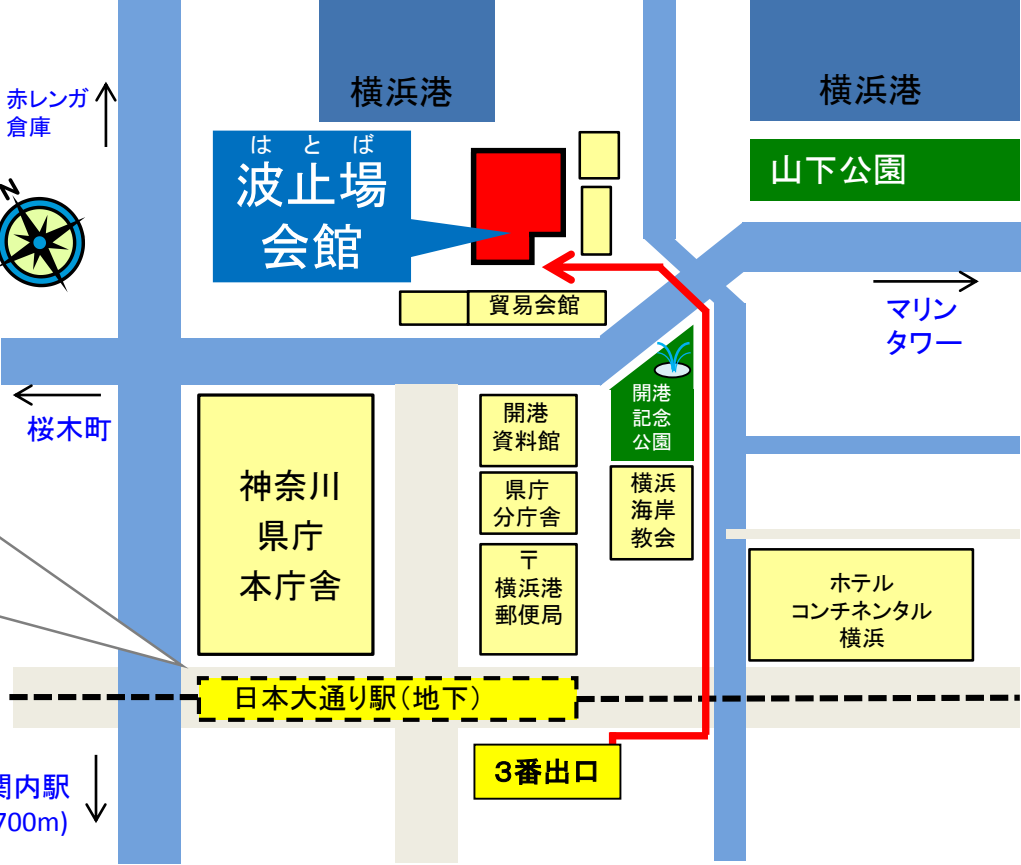 横浜港
横浜港
赤レンガ
倉庫
はとば
波止場
会館
山下公園
N
貿易会館
マリン
タワー
桜木町
開港
記念
公園
開港
資料館
神奈川
県庁
本庁舎
県庁
分庁舎
横浜
海岸
教会
〒
横浜港
郵便局
ホテル
コンチネンタル
横浜
日本大通り駅(地下)
3番出口
関内駅
700m)